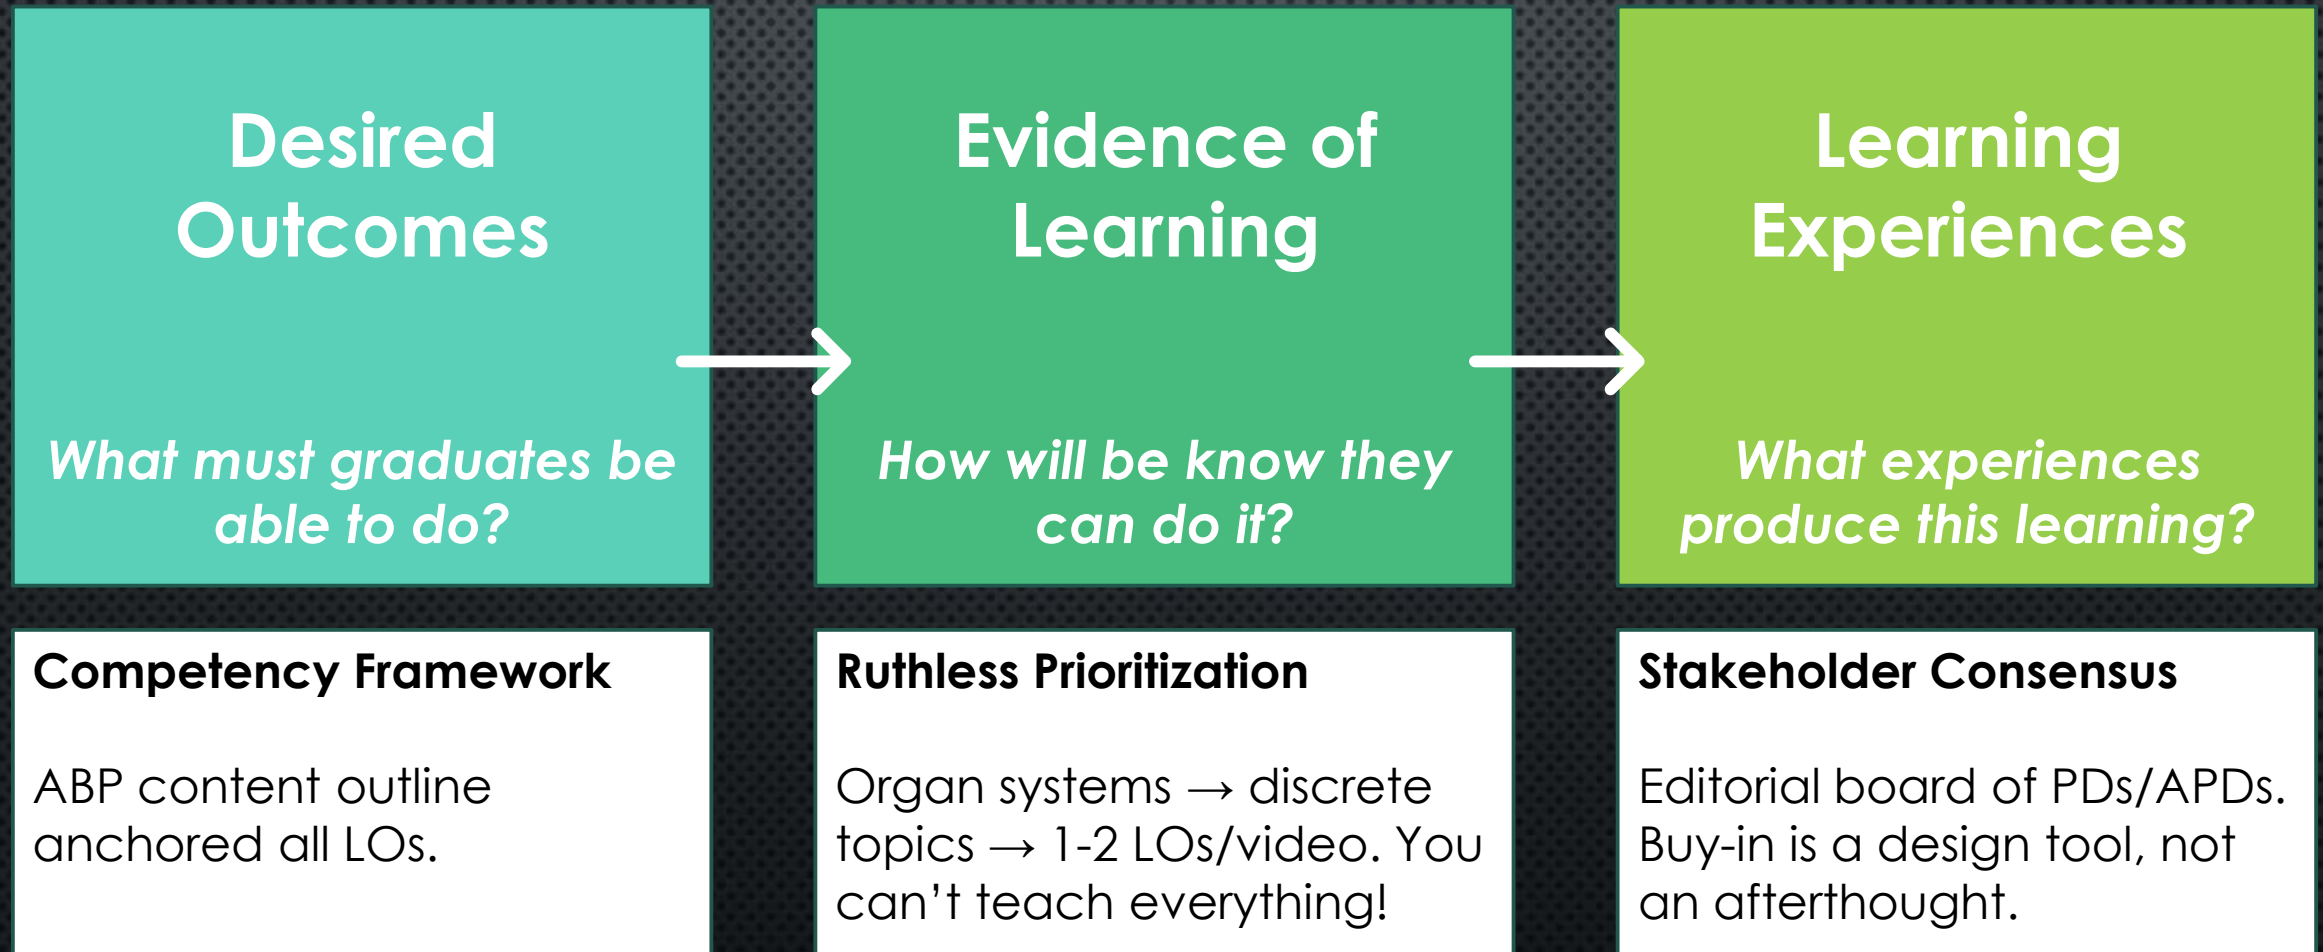 Desired
Outcomes
What must graduates be
able to do?
Evidence of
Learning
How will be know they
can do it?
Learning
Experiences
What experiences
produce this learning?
Competency Framework
ABP content outline
anchored all LOs.
Ruthless Prioritization
Organ systems → discrete
topics → 1-2 LOs/video. You
can’t teach everything!
Stakeholder Consensus
Editorial board of PDs/APDs.
Buy-in is a design tool, not
an afterthought.